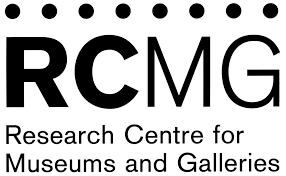 RCMG
Research Centre for
Museums and Galleries